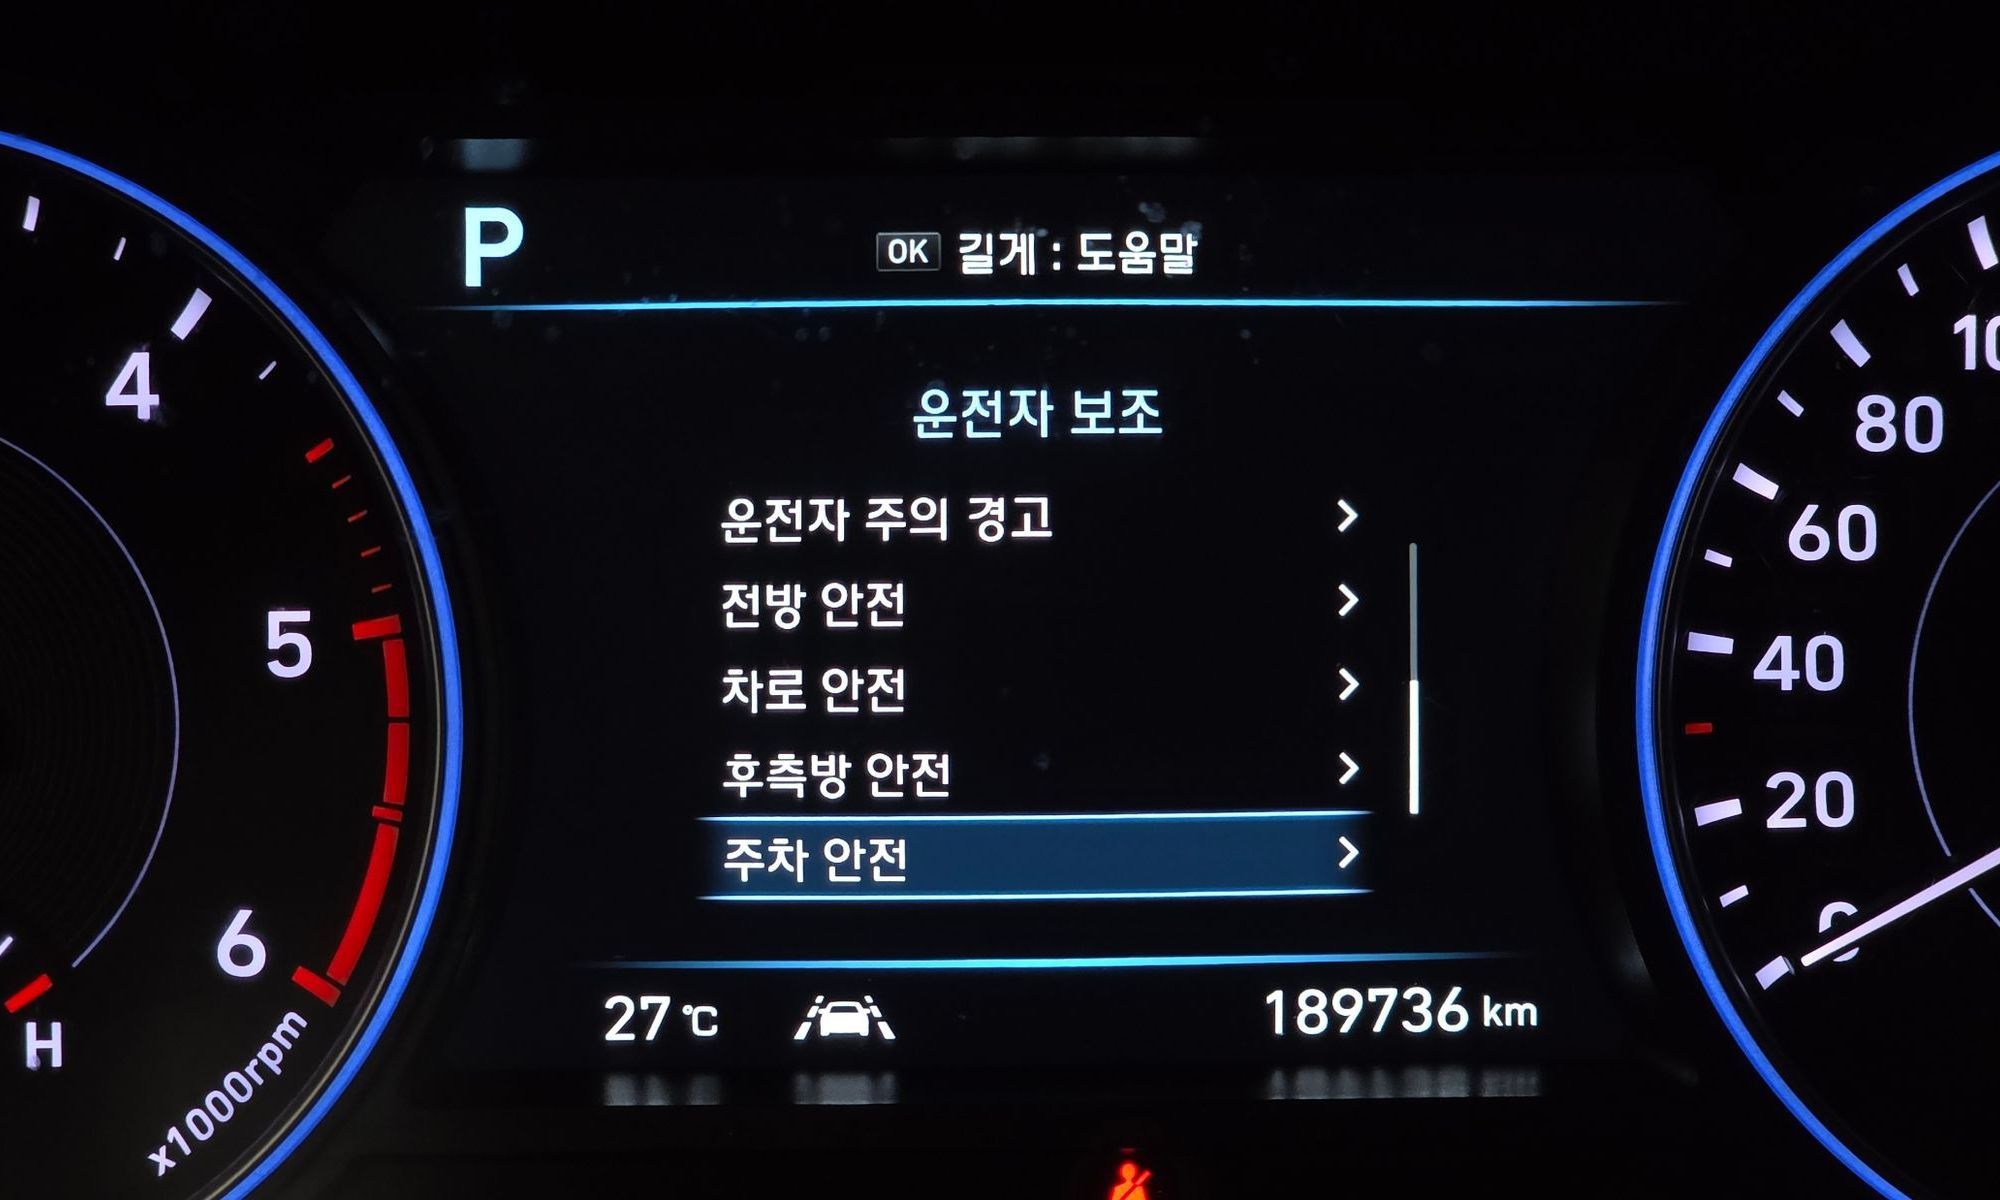 P
OK 길게 : 도움말
운전자 보조
운전자 주의 경고
전방 안전
차로 안전
후측방 안전
주차 안전
27 ℃
189736 km
4
5
6
H
x1000rpm
80
60
40
20
0